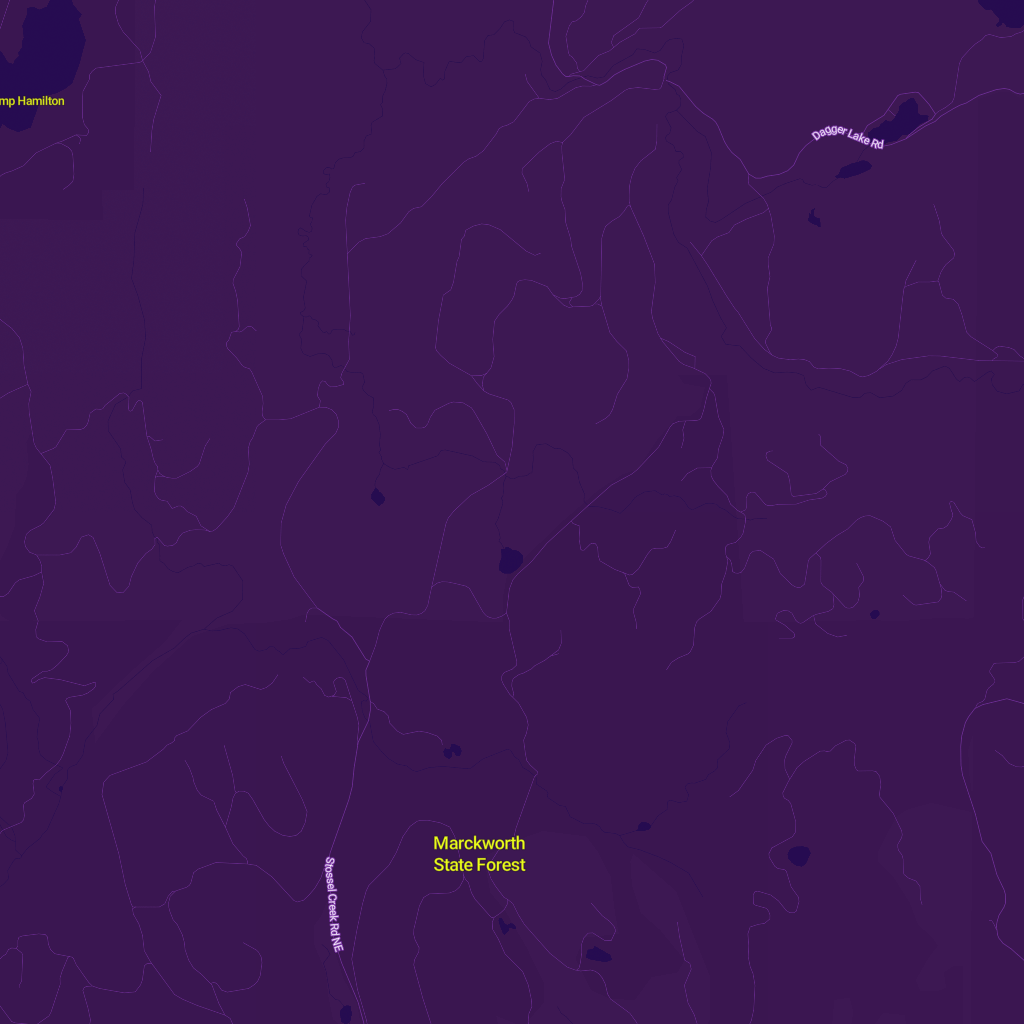 mp Hamilton
Dagger Lake Rd
Marckworth
State Forest
Stossel Creek Rd NE